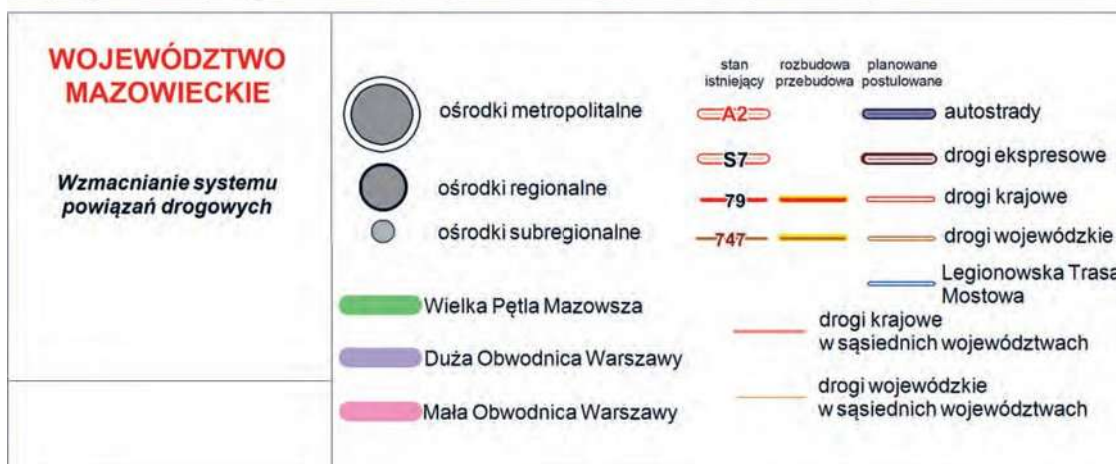 WOJEWÓDZTWO
MAZOWIECKIE
Wzmacnianie systemu
powiązań drogowych
ośrodki metropolitalne
ośrodki regionalne
ośrodki subregionalne
Wielka Pętla Mazowsza
Duża Obwodnica Warszawy
Mała Obwodnica Warszawy
stan
istniejący
rozbudowa
przebudowa
planowane
postulowane
A2 autostrady
S7 drogi ekspresowe
79 drogi krajowe
747 drogi wojewódzkie
Legionowska Trasa
Mostowa
drogi krajowe
w sąsiednich województwach
drogi wojewódzkie
w sąsiednich województwach